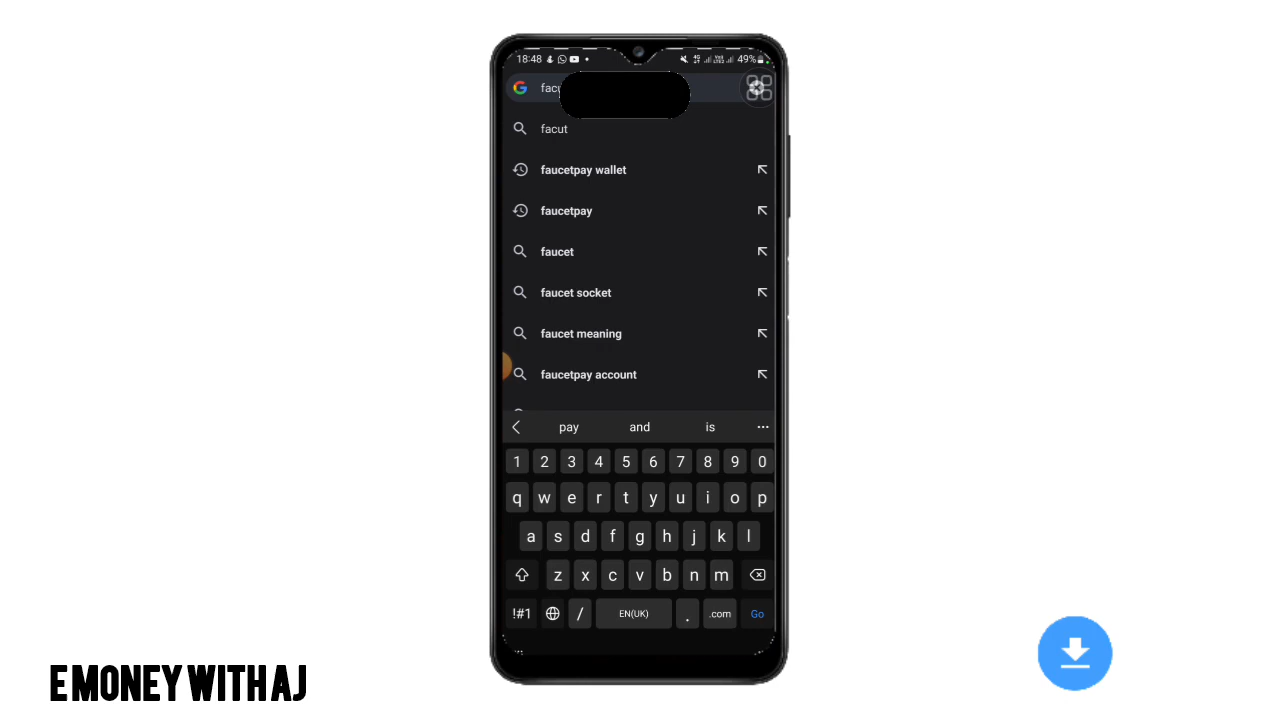 18:48
49%
facu
facut
faucetpay wallet
faucetpay
faucet
faucet socket
faucet meaning
faucetpay account
pay and is
1 2 3 4 5 6 7 8 9 0
q w e r t y u i o p
a s d f g h j k l
z x c v b n m
!#1 / EN(UK) . .com Go
E MONEY WITH AJ